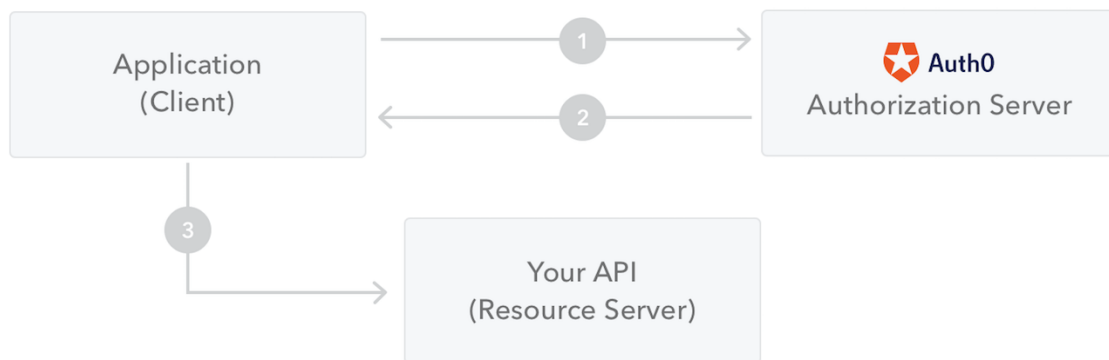 Application
(Client)
1
Auth0
Authorization Server
2
3
Your API
(Resource Server)